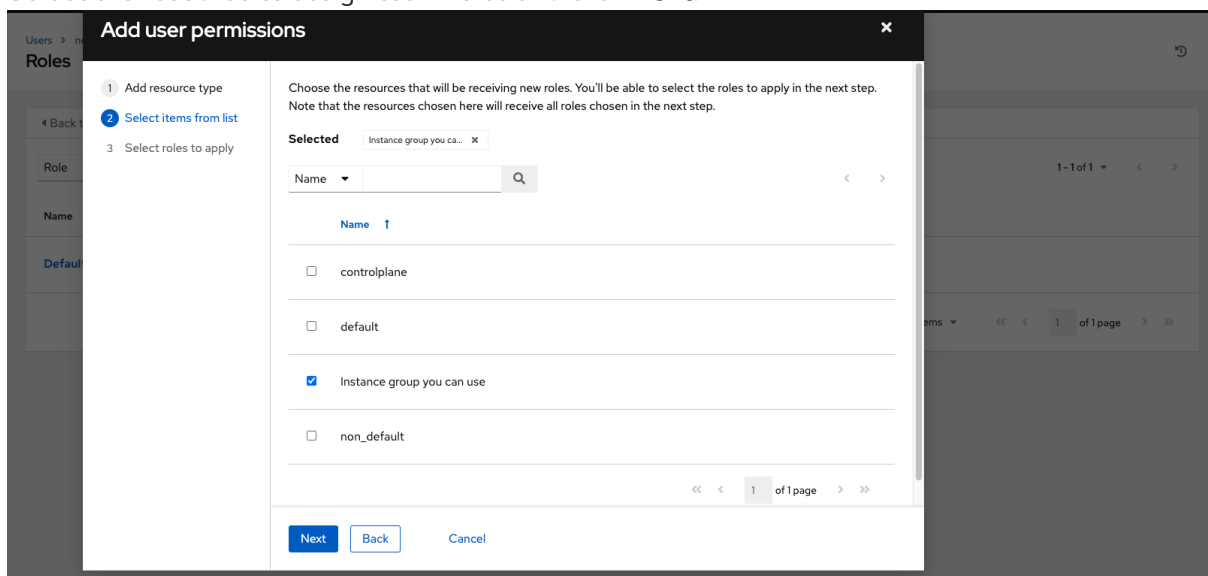 Add user permissions
Users
Roles
1 Add resource type
2 Select items from list
3 Select roles to apply
Choose the resources that will be receiving new roles. You'll be able to select the roles to apply in the next step.
Note that the resources chosen here will receive all roles chosen in the next step.
Selected Instance group you ca...
Back
Role
Name
1 - 1 of 1
Name
Name
controlplane
Default
default
1 of 1 page
Instance group you can use
non_default
1 of 1 page
Next Back Cancel